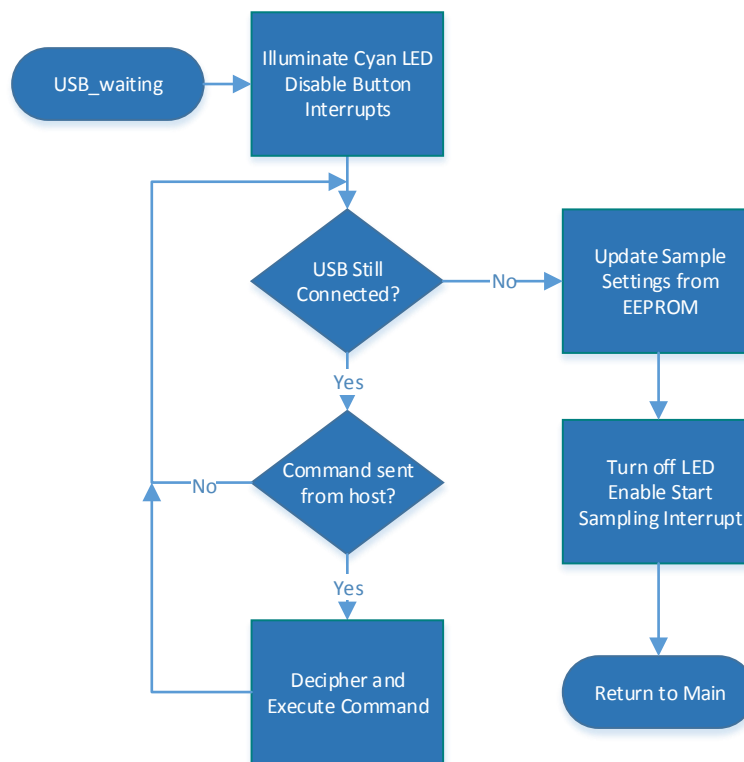 USB_waiting
Illuminate Cyan LED
Disable Button
Interrupts
USB Still
Connected?
No
Update Sample
Settings from
EEPROM
Yes
Command sent
from host?
No
Turn off LED
Enable Start
Sampling Interrupt
Yes
Decipher and
Execute Command
Return to Main